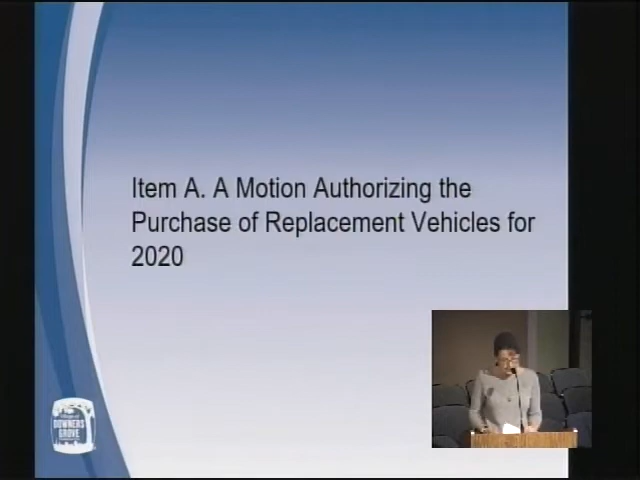 Item A. A Motion Authorizing the
Purchase of Replacement Vehicles for
2020
DOWNERS
GROVE